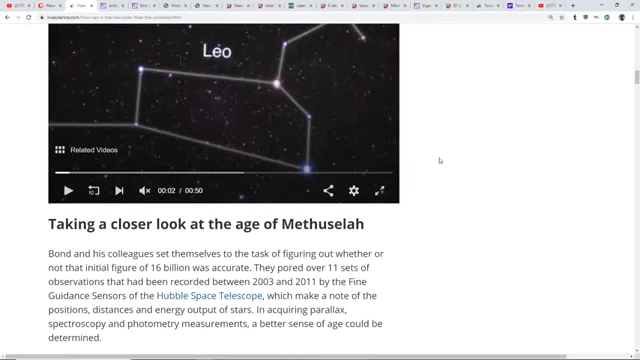 Leo
Related Videos
00:02 / 00:50
Taking a closer look at the age of Methuselah
Bond and his colleagues set themselves to the task of figuring out whether or
not that initial figure of 16 billion was accurate. They pored over 11 sets of
observations that had been recorded between 2003 and 2011 by the Fine
Guidance Sensors of the Hubble Space Telescope, which make a note of the
positions, distances and energy output of stars. In acquiring parallax,
spectroscopy and photometry measurements, a better sense of age could be
determined.